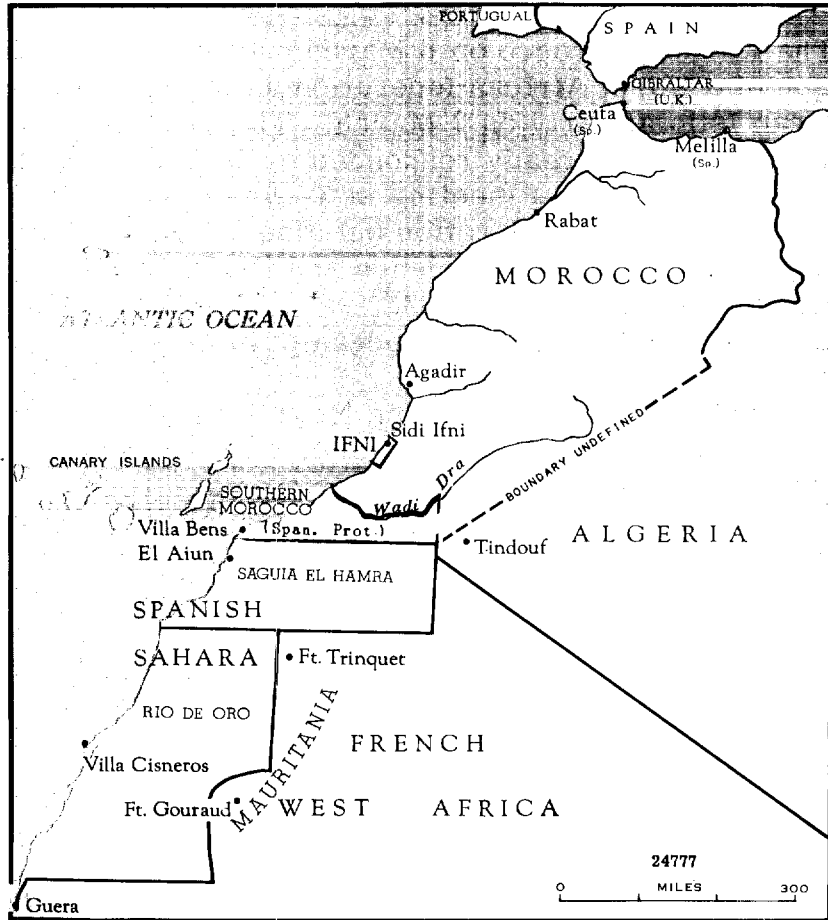 PORTUGUAL
SPAIN
GIBRALTAR
(U.K.)
Ceuta
(Sp.)
Melilla
(Sp.)
Rabat
MOROCCO
ATLANTIC OCEAN
Agadir
Sidi Ifni
IFNI
CANARY ISLANDS
SOUTHERN
MOROCCO
Wadi Dra
BOUNDARY UNDEFINED
Villa Bens
(Span. Prot.)
El Aiun
Tindouf
ALGERIA
SAGUIA EL HAMRA
SPANISH
SAHARA
Ft. Trinquet
RIO DE ORO
MAURITANIA
FRENCH
Villa Cisneros
Ft. Gouraud
WEST AFRICA
24777
MILES
0 300
Guera